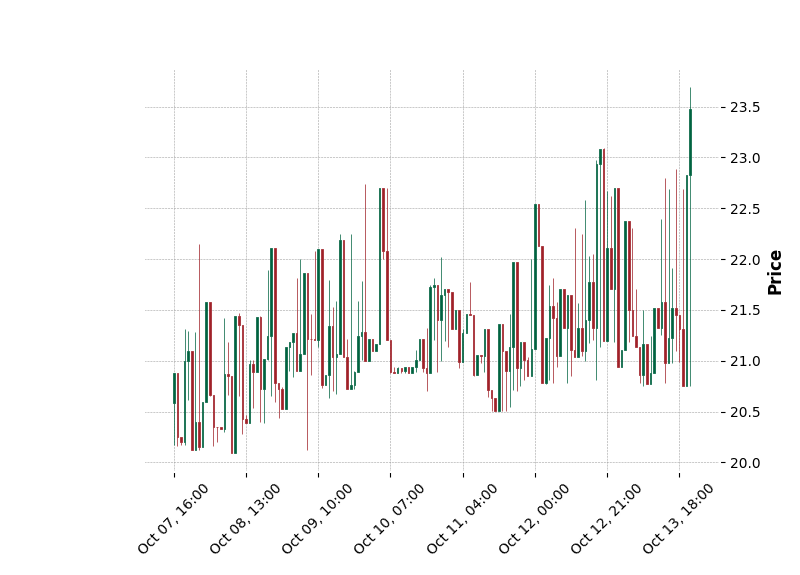 23.5
23.0
22.5
22.0
21.5
21.0
20.5
20.0
Price
Oct 07, 16:00
Oct 08, 13:00
Oct 09, 10:00
Oct 10, 07:00
Oct 11, 04:00
Oct 12, 00:00
Oct 12, 21:00
Oct 13, 18:00